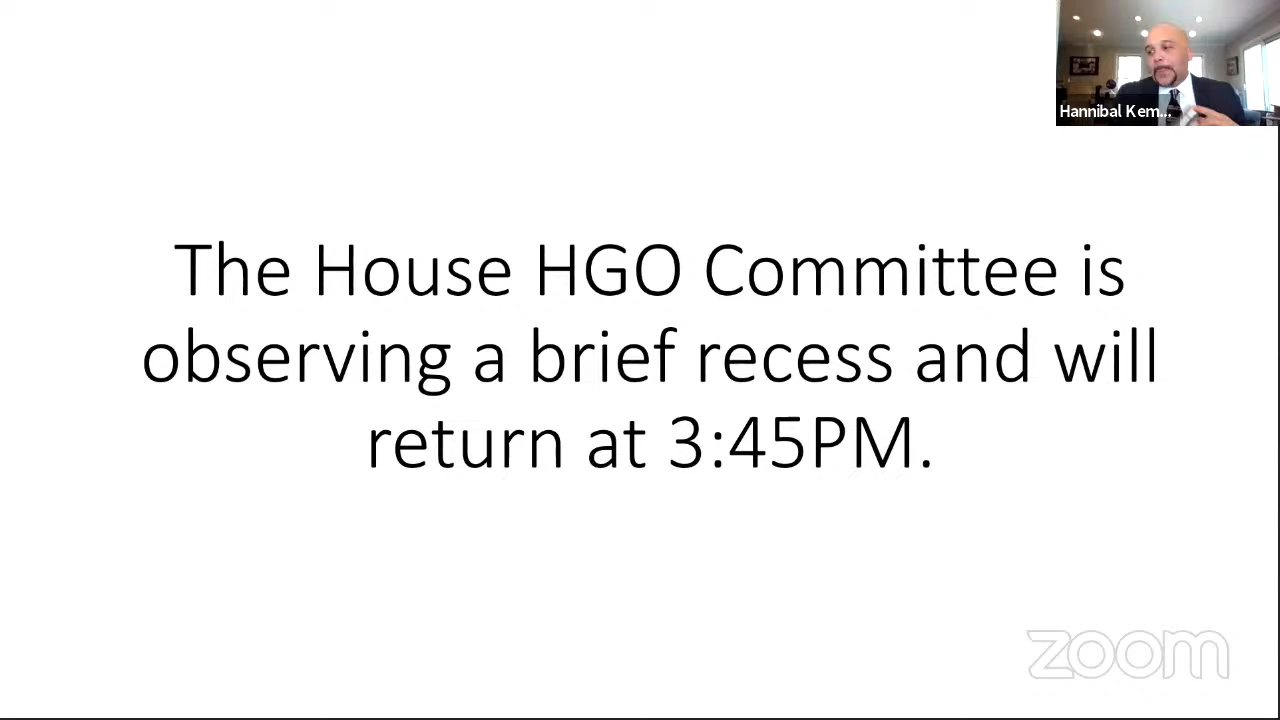 Hannibal Kem...
The House HGO Committee is
observing a brief recess and will
return at 3:45PM.
zoom